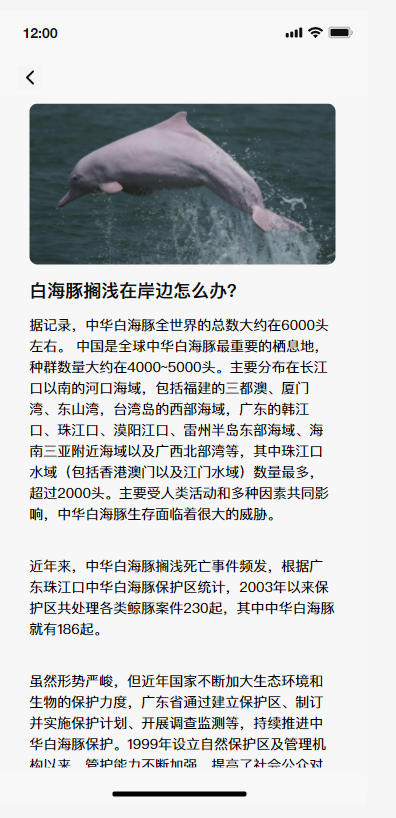 12:00
白海豚搁浅在岸边怎么办？
据记录，中华白海豚全世界的总数大约在6000头
左右。 中国是全球中华白海豚最重要的栖息地，
种群数量大约在4000~5000头。主要分布在长江
口以南的河口海域，包括福建的三都澳、厦门
湾、东山湾，台湾岛的西部海域，广东的韩江
口、珠江口、漠阳江口、雷州半岛东部海域、海
南三亚附近海域以及广西北部湾等，其中珠江口
水域（包括香港澳门以及江门水域）数量最多，
超过2000头。主要受人类活动和多种因素共同影
响，中华白海豚生存面临着很大的威胁。
近年来，中华白海豚搁浅死亡事件频发，根据广
东珠江口中华白海豚保护区统计，2003年以来保
护区共处理各类鲸豚案件230起，其中中华白海豚
就有186起。
虽然形势严峻，但近年国家不断加大生态环境和
生物的保护力度，广东省通过建立保护区、制订
并实施保护计划、开展调查监测等，持续推进中
华白海豚保护。1999年设立自然保护区及管理机
构以来，管护能力不断加强，提高了社会公众对